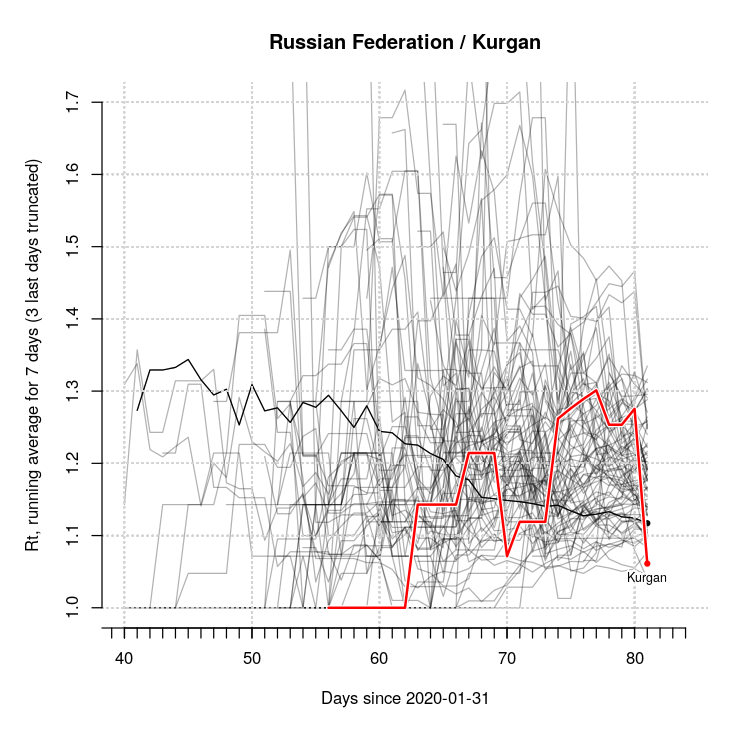 Russian Federation / Kurgan
Rt, running average for 7 days (3 last days truncated)
1.7
1.6
1.5
1.4
1.3
1.2
1.1
1.0
Kurgan
40 50 60 70 80
Days since 2020-01-31